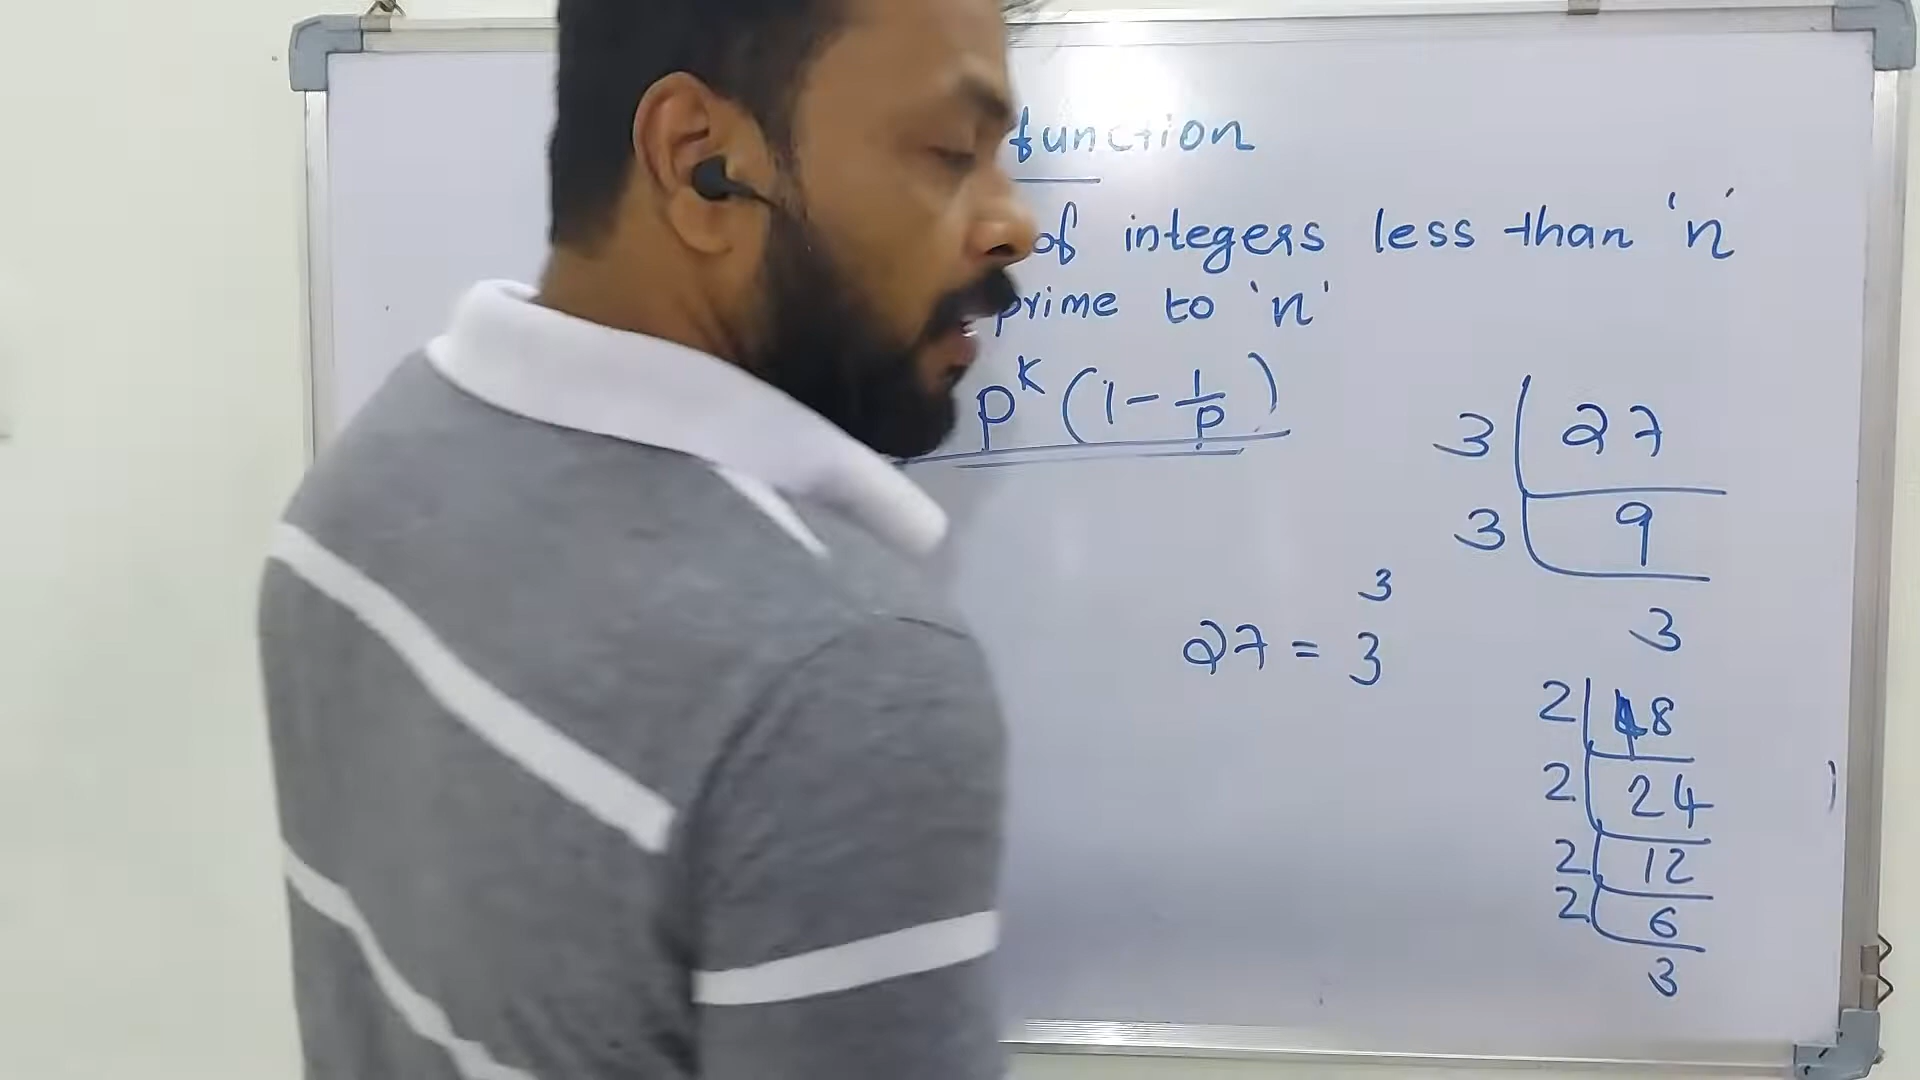 function
of integers less than 'n'
prime to 'n'
p^k (1 - 1/p)
3 | 27
3 | 9
3
27 = 3^3
2 | 48
2 | 24
2 | 12
2 | 6
3